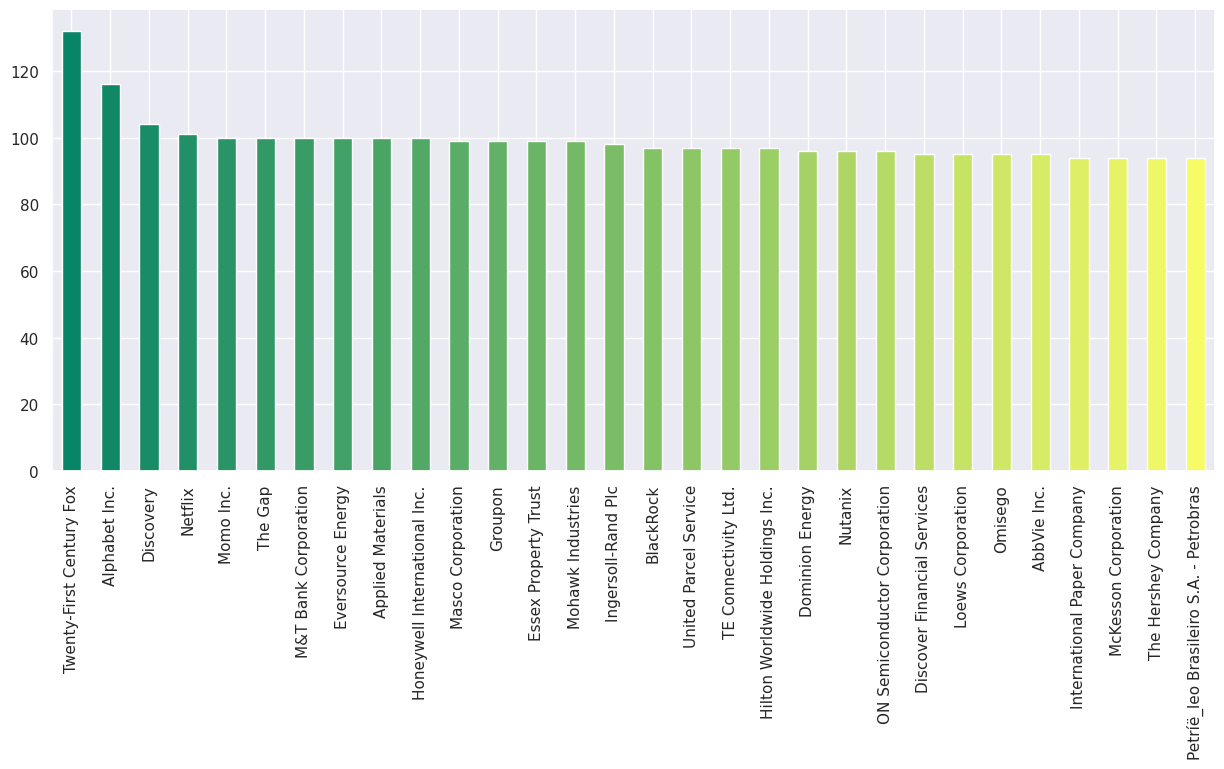 120
100
80
60
40
20
0
Twenty-First Century Fox
Alphabet Inc.
Discovery
Netflix
Momo Inc.
The Gap
M&T Bank Corporation
Eversource Energy
Applied Materials
Honeywell International Inc.
Masco Corporation
Groupon
Essex Property Trust
Mohawk Industries
Ingersoll-Rand Plc
BlackRock
United Parcel Service
TE Connectivity Ltd.
Hilton Worldwide Holdings Inc.
Dominion Energy
Nutanix
ON Semiconductor Corporation
Discover Financial Services
Loews Corporation
Omisego
AbbVie Inc.
International Paper Company
McKesson Corporation
The Hershey Company
Petríë_leo Brasileiro S.A. - Petrobras